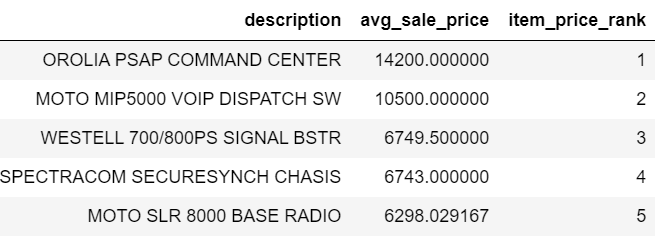 description avg_sale_price item_price_rank
OROLIA PSAP COMMAND CENTER 14200.000000 1
MOTO MIP5000 VOIP DISPATCH SW 10500.000000 2
WESTELL 700/800PS SIGNAL BSTR 6749.500000 3
SPECTRACOM SECURESYNCH CHASIS 6743.000000 4
MOTO SLR 8000 BASE RADIO 6298.029167 5